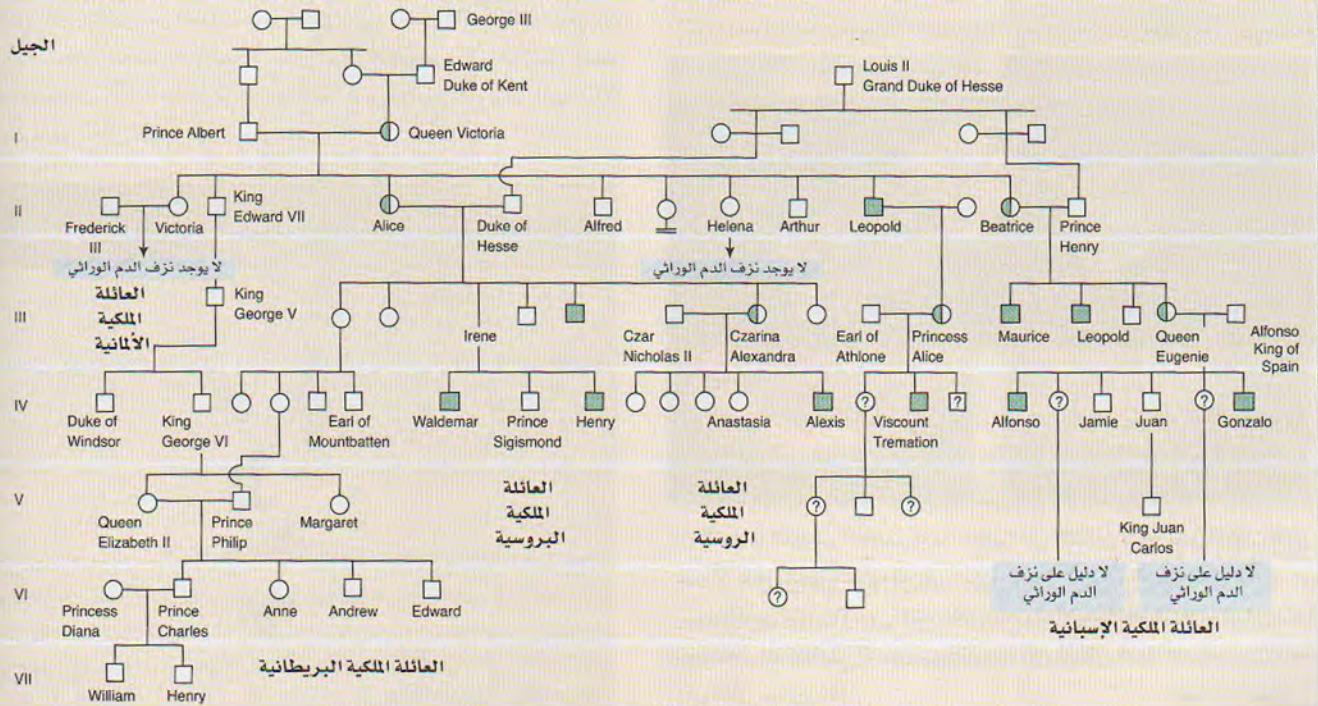 الجيل
George III
Edward
Duke of Kent
Louis II
Grand Duke of Hesse
I
Prince Albert
Queen Victoria
II
Frederick
III
Victoria
King
Edward VII
Alice
Duke of
Hesse
Alfred
Helena
Arthur
Leopold
Beatrice
Prince
Henry
لا يوجد نزف الدم الوراثي
لا يوجد نزف الدم الوراثي
العائلة
الملكية
الألمانية
III
King
George V
Irene
Czar
Nicholas II
Czarina
Alexandra
Earl of
Athlone
Princess
Alice
Maurice
Leopold
Queen
Eugenie
Alfonso
King of
Spain
IV
Duke of
Windsor
King
George VI
Earl of
Mountbatten
Waldemar
Prince
Sigismond
Henry
Anastasia
Alexis
?
Viscount
Tremation
?
Alfonso
?
Jamie
Juan
?
Gonzalo
V
Queen
Elizabeth II
Prince
Philip
Margaret
العائلة
الملكية
البروسية
العائلة
الملكية
الروسية
?
?
King Juan
Carlos
VI
Princess
Diana
Prince
Charles
Anne
Andrew
Edward
?
لا دليل على نزف
الدم الوراثي
لا دليل على نزف
الدم الوراثي
العائلة الملكية الإسبانية
VII
William
Henry
العائلة الملكية البريطانية